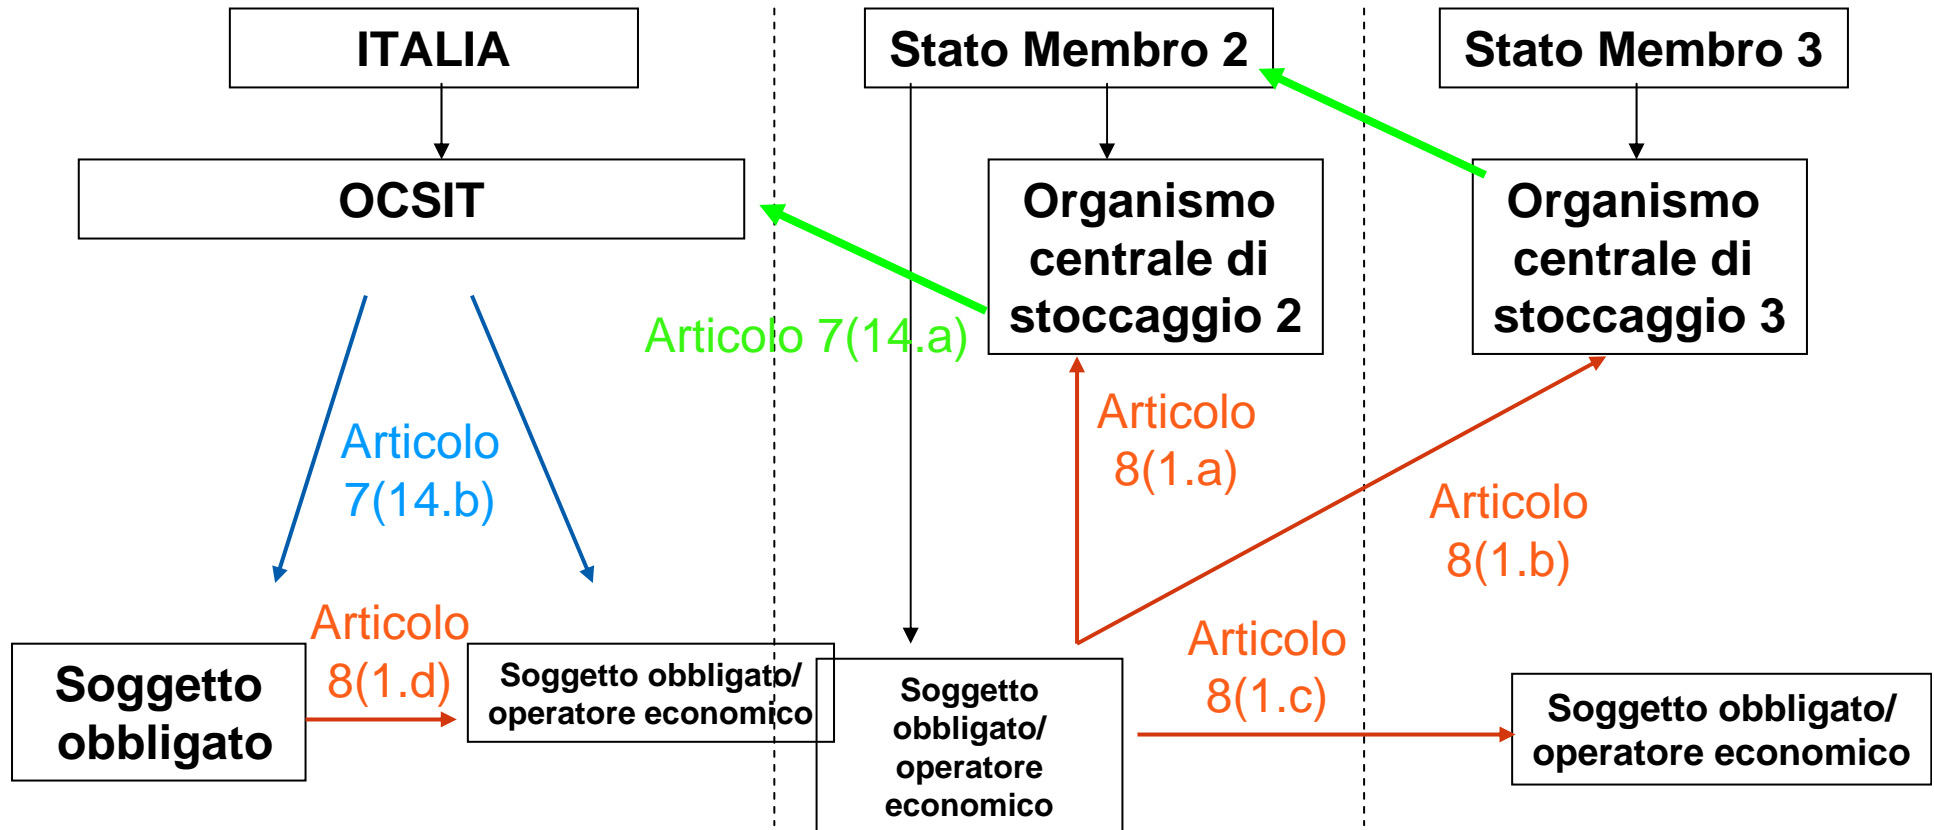 ITALIA
Stato Membro 2
Stato Membro 3
OCSIT
Organismo
centrale di
stoccaggio 2
Organismo
centrale di
stoccaggio 3
Articolo 7(14.a)
Articolo
7(14.b)
Articolo
8(1.a)
Articolo
8(1.b)
Articolo
8(1.d)
Articolo
8(1.c)
Soggetto
obbligato
Soggetto obbligato/
operatore economico
Soggetto
obbligato/
operatore
economico
Soggetto obbligato/
operatore economico